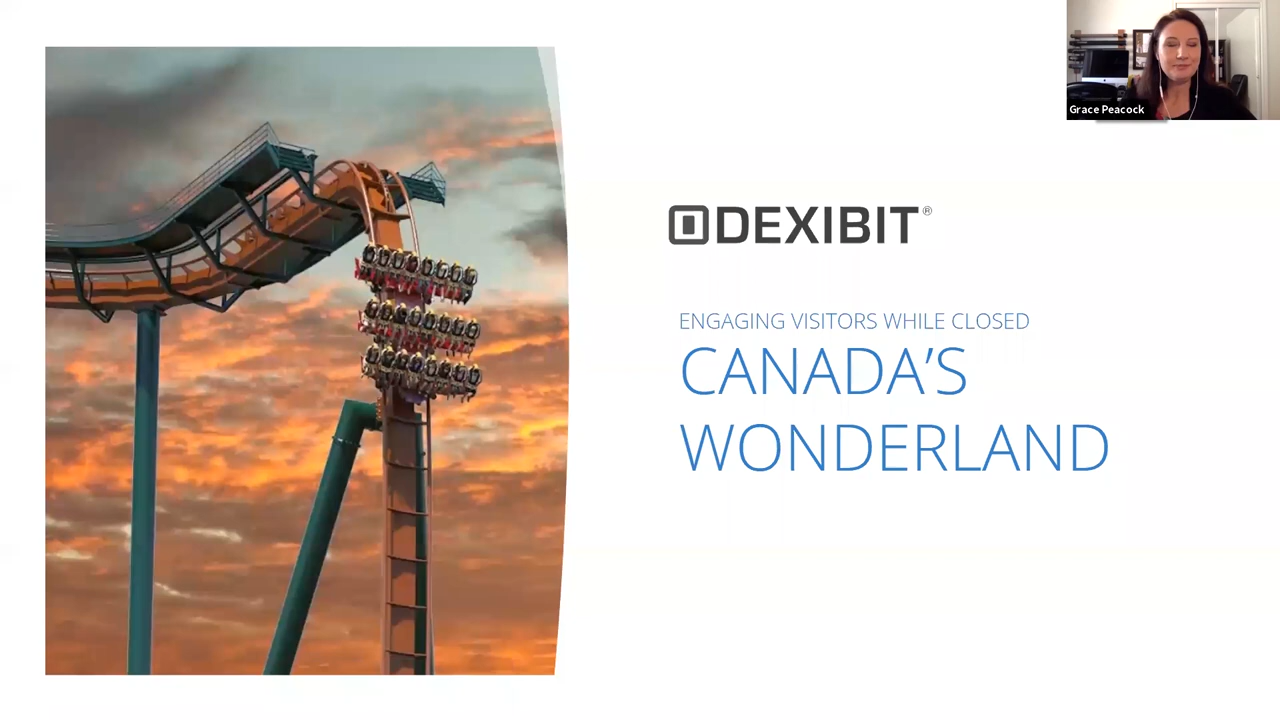 Grace Peacock
DEXIBIT®
ENGAGING VISITORS WHILE CLOSED
CANADA'S
WONDERLAND